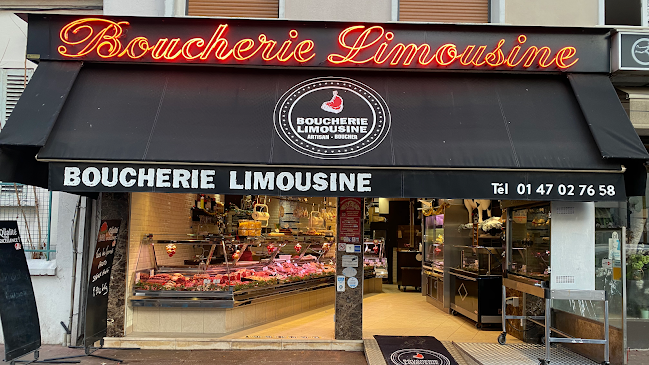 Boucherie Limousine
BOUCHERIE
LIMOUSINE
ARTISAN - BOUCHER
BOUCHERIE LIMOUSINE
Tél 01 47 02 76 58